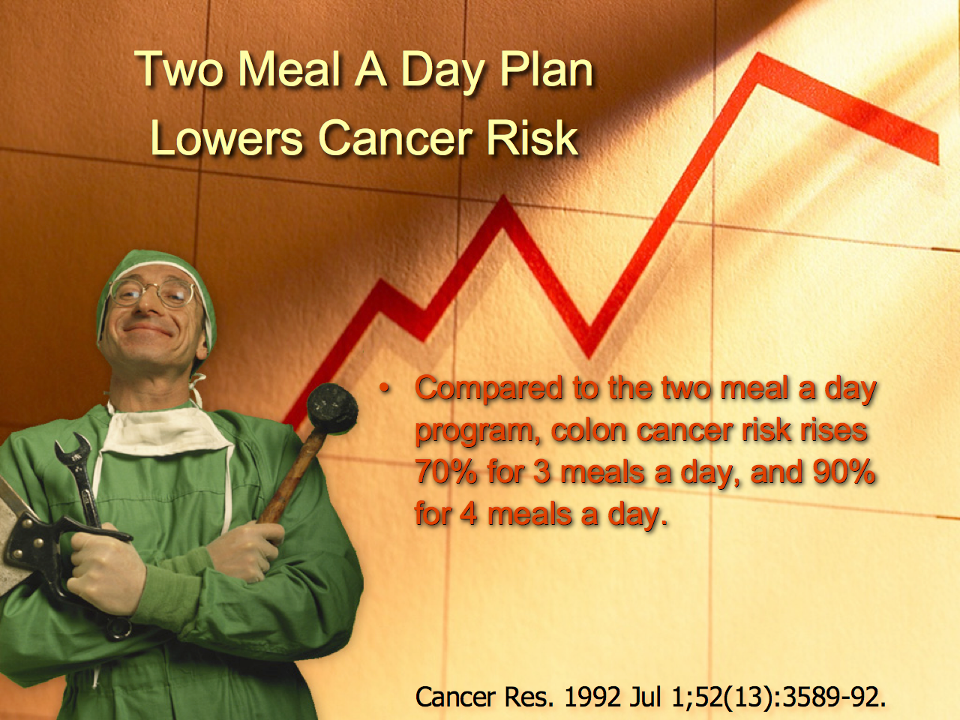 Two Meal A Day Plan
Lowers Cancer Risk
• Compared to the two meal a day
program, colon cancer risk rises
70% for 3 meals a day, and 90%
for 4 meals a day.
Cancer Res. 1992 Jul 1;52(13):3589-92.